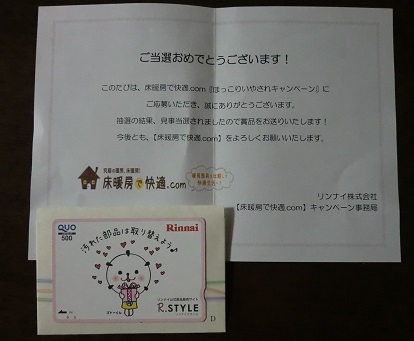 ご当選おめでとうございます！
このたびは、床暖房で快適.com『ほっこりいやされキャンペーン』に
ご応募いただき、誠にありがとうございます。
抽選の結果、見事当選されましたので賞品をお送りいたします！
今後とも、【床暖房で快適.com】をよろしくお願いいたします。
床暖房で快適.com
リンナイ株式会社
【床暖房で快適.com】キャンペーン事務局
QUO
500
Rinnai
汚れた部品は取り替えよう♪
R.STYLE
D